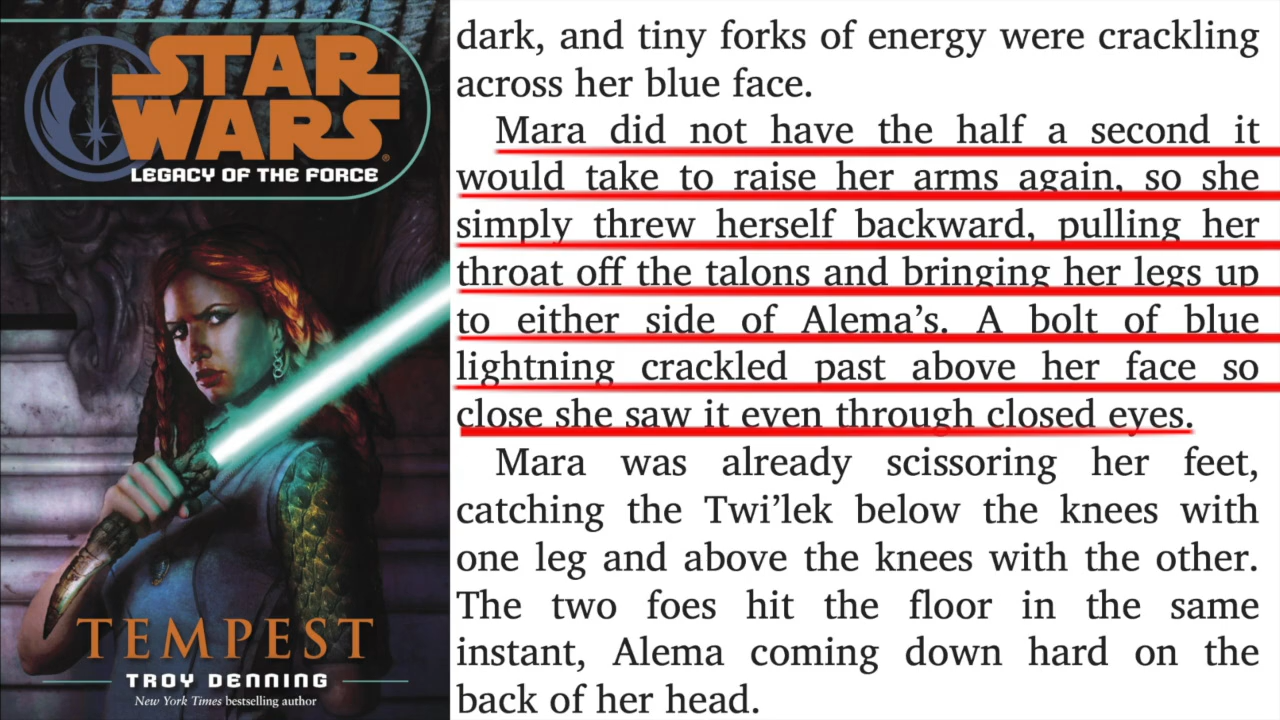 STAR
WARS
LEGACY OF THE FORCE
TEMPEST
TROY DENNING
New York Times bestselling author
dark, and tiny forks of energy were crackling
across her blue face.
Mara did not have the half a second it
would take to raise her arms again, so she
simply threw herself backward, pulling her
throat off the talons and bringing her legs up
to either side of Alema’s. A bolt of blue
lightning crackled past above her face so
close she saw it even through closed eyes.
Mara was already scissoring her feet,
catching the Twi’lek below the knees with
one leg and above the knees with the other.
The two foes hit the floor in the same
instant, Alema coming down hard on the
back of her head.